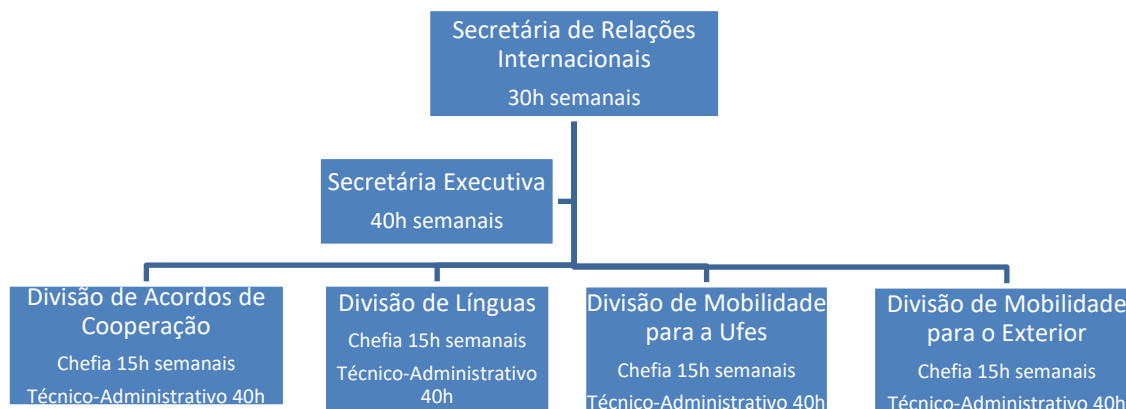 Secretária de Relações
Internacionais
30h semanais
Secretária Executiva
40h semanais
Divisão de Acordos de
Cooperação
Chefia 15h semanais
Técnico-Administrativo 40h
Divisão de Línguas
Chefia 15h semanais
Técnico-Administrativo
40h
Divisão de Mobilidade
para a Ufes
Chefia 15h semanais
Técnico-Administrativo 40h
Divisão de Mobilidade
para o Exterior
Chefia 15h semanais
Técnico-Administrativo 40h